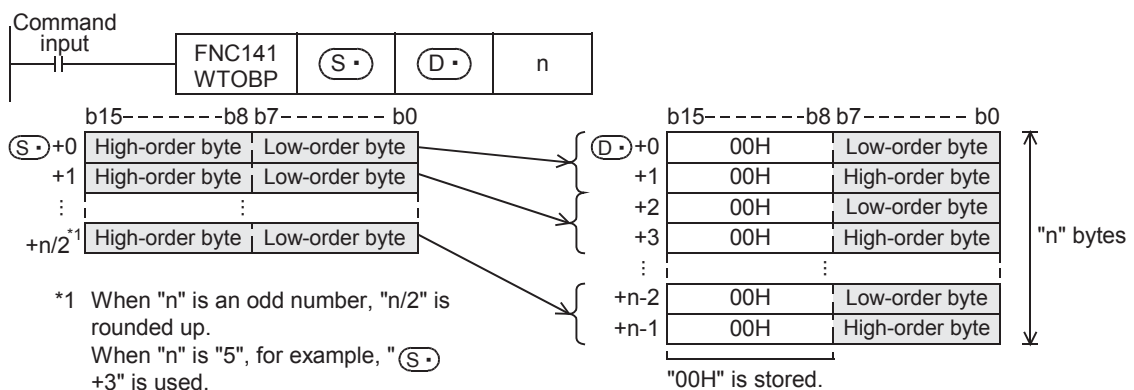 Command
input
FNC141
WTOBP
S・
D・
n
b15-------b8 b7------- b0
S・+0 High-order byte Low-order byte
+1 High-order byte Low-order byte
⋮ ⋮
+n/2*1 High-order byte Low-order byte
*1 When "n" is an odd number, "n/2" is
rounded up.
When "n" is "5", for example, "S・
+3" is used.
b15-------b8 b7------- b0
D・+0 00H Low-order byte
+1 00H High-order byte
+2 00H Low-order byte
+3 00H High-order byte
⋮ ⋮
+n-2 00H Low-order byte
+n-1 00H High-order byte
"n" bytes
"00H" is stored.